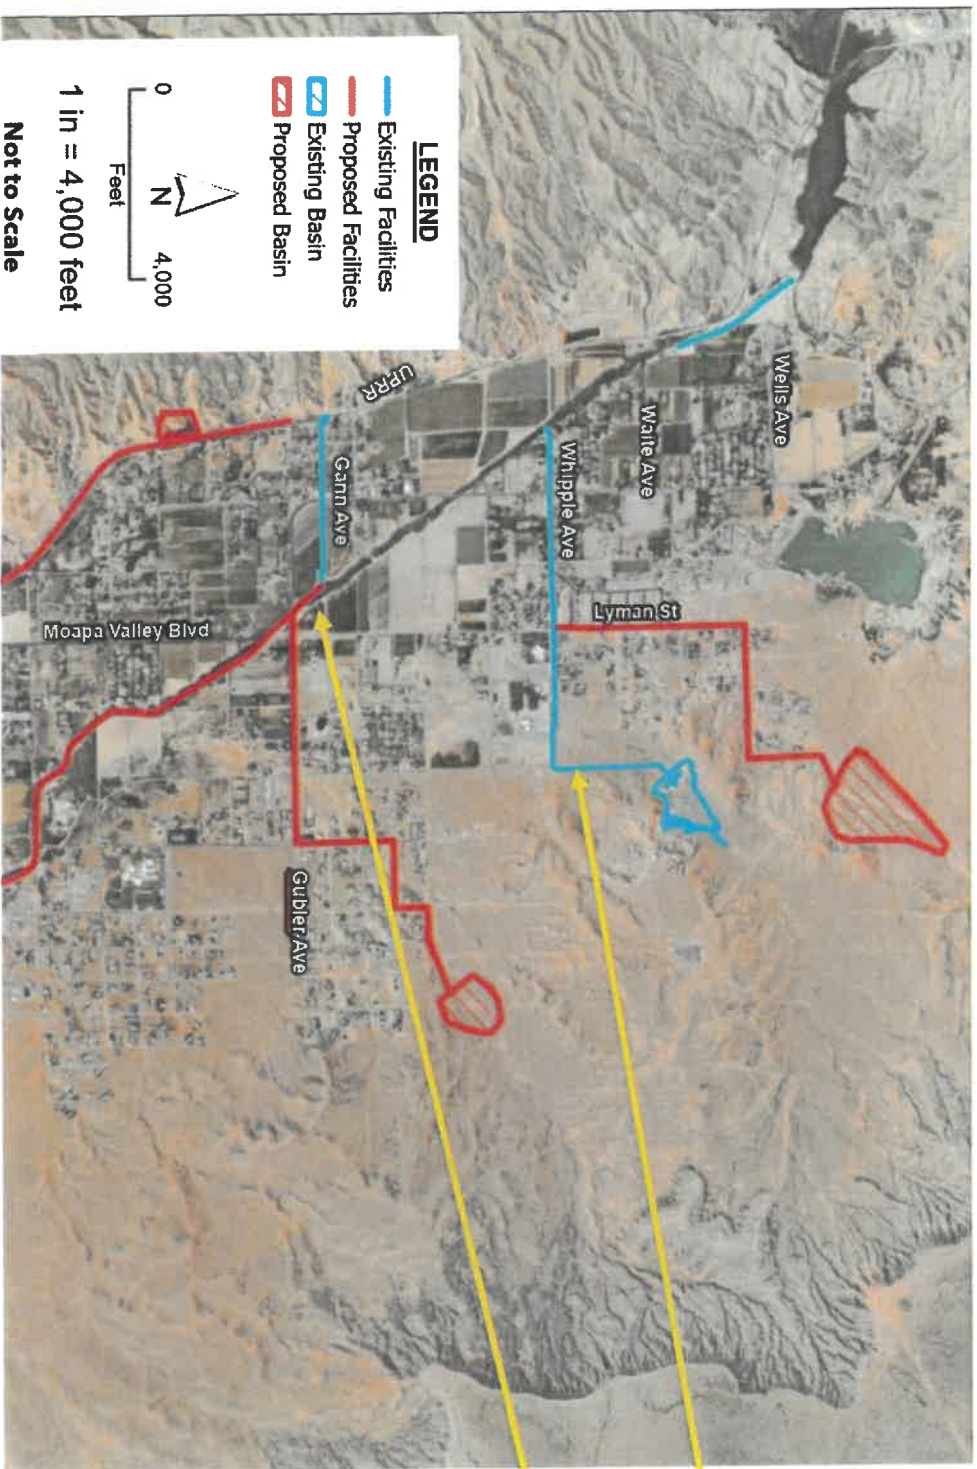 LEGEND
Existing Facilities
Proposed Facilities
Existing Basin
Proposed Basin
N
0 4,000
Feet
1 in = 4,000 feet
Not to Scale
Wells Ave
Waite Ave
Whipple Ave
Lyman St
UPRR
Gann Ave
Moapa Valley Blvd
Gubler Ave